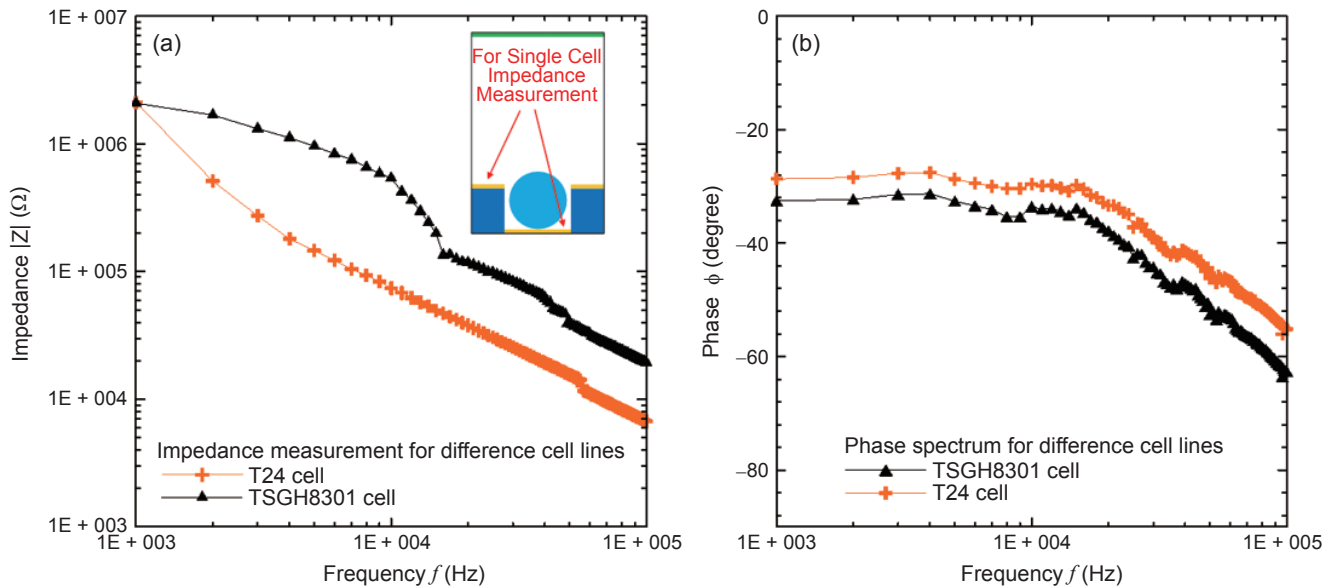 (a)
For Single Cell
Impedance
Measurement
1E + 007
1E + 006
1E + 005
1E + 004
1E + 003
Impedance |Z| (Ω)
Impedance measurement for difference cell lines
T24 cell
TSGH8301 cell
1E + 003
1E + 004
1E + 005
Frequency f (Hz)
(b)
0
−20
−40
−60
−80
Phase ϕ (degree)
Phase spectrum for difference cell lines
TSGH8301 cell
T24 cell
1E + 003
1E + 004
1E + 005
Frequency f (Hz)